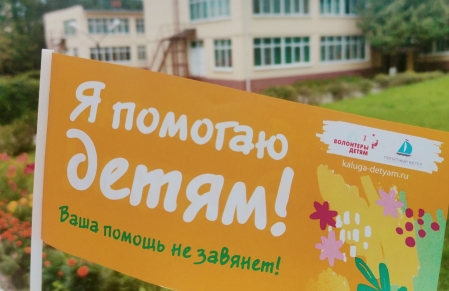 Я помогаю
детям!
Ваша помощь не завянет!
ВОЛОНТЕРЫ
ДЕТЯМ
kaluga-detyam.ru